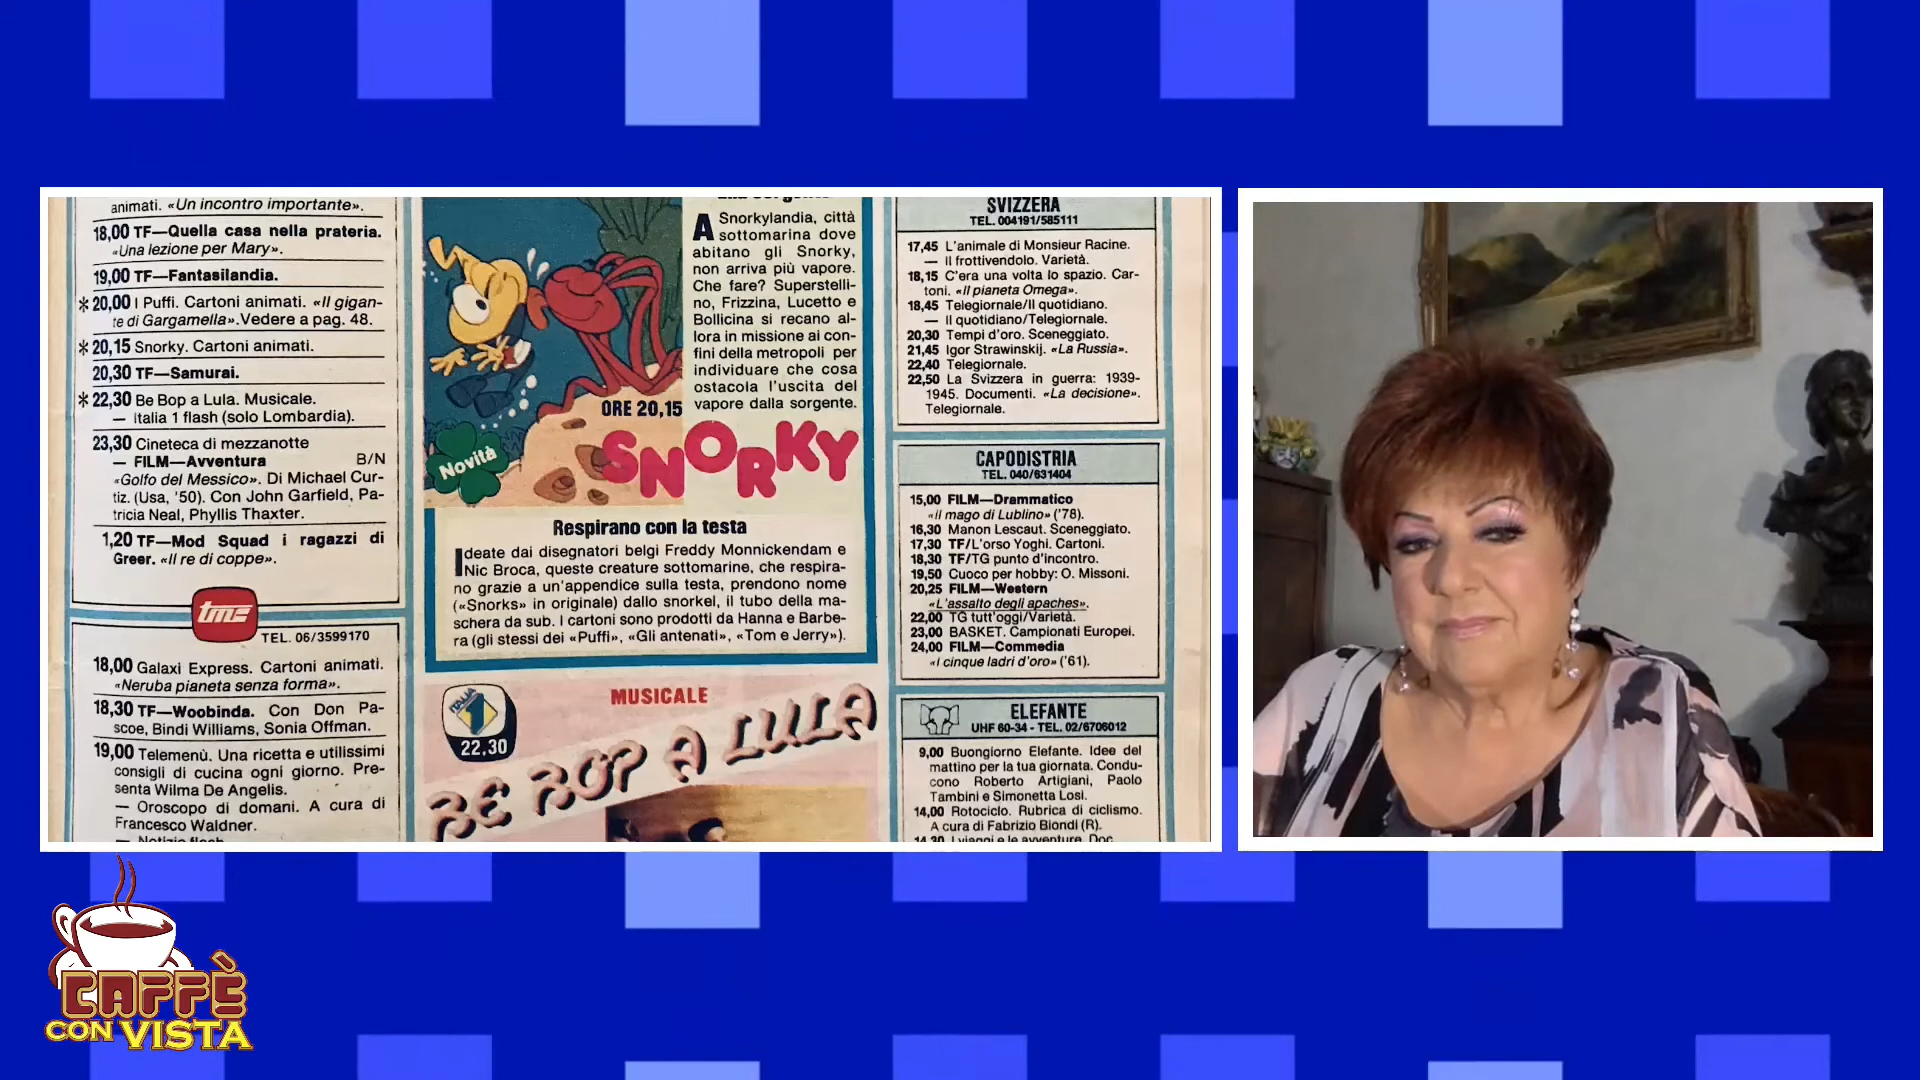 animati. «Un incontro importante».
18,00 TF—Quella casa nella prateria.
«Una lezione per Mary».
19,00 TF—Fantasilandia.
*20,00 I Puffi. Cartoni animati. «Il gigan-
te di Gargamella».Vedere a pag. 48.
*20,15 Snorky. Cartoni animati.
20,30 TF—Samurai.
*22,30 Be Bop a Lula. Musicale.
— Italia 1 flash (solo Lombardia).
23,30 Cineteca di mezzanotte
— FILM—Avventura B/N
«Golfo del Messico». Di Michael Cur-
tiz. (Usa, '50). Con John Garfield, Pa-
tricia Neal, Phyllis Thaxter.
1,20 TF—Mod Squad i ragazzi di
Greer. «Il re di coppe».
tmc
TEL. 06/3599170
18,00 Galaxi Express. Cartoni animati.
«Neruba pianeta senza forma».
18,30 TF—Woobinda. Con Don Pa-
scoe, Bindi Williams, Sonia Offman.
19,00 Telemenù. Una ricetta e utilissimi
consigli di cucina ogni giorno. Pre-
senta Wilma De Angelis.
— Oroscopo di domani. A cura di
Francesco Waldner.
— Notizie flash
A Snorkylandia, città
sottomarina dove
abitano gli Snorky,
non arriva più vapore.
Che fare? Superstelli-
no, Frizzina, Lucetto e
Bollicina si recano al-
lora in missione ai con-
fini della metropoli per
individuare che cosa
ostacola l'uscita del
vapore dalla sorgente.
ORE 20,15
SNORKY
Novità
Respirano con la testa
Ideate dai disegnatori belgi Freddy Monnickendam e
Nic Broca, queste creature sottomarine, che respira-
no grazie a un'appendice sulla testa, prendono nome
(«Snorks» in originale) dallo snorkel, il tubo della ma-
schera da sub. I cartoni sono prodotti da Hanna e Barbe-
ra (gli stessi dei «Puffi», «Gli antenati», «Tom e Jerry»).
ITALIA 1
22,30
MUSICALE
BE BOP A LULA
SVIZZERA
TEL. 004191/585111
17,45 L'animale di Monsieur Racine.
— Il frottivendolo. Varietà.
18,15 C'era una volta lo spazio. Car-
toni. «Il pianeta Omega».
18,45 Telegiornale/Il quotidiano.
— Il quotidiano/Telegiornale.
20,30 Tempi d'oro. Sceneggiato.
21,45 Igor Strawinskij. «La Russia».
22,40 Telegiornale.
22,50 La Svizzera in guerra: 1939-
1945. Documenti. «La decisione».
Telegiornale.
CAPODISTRIA
TEL. 040/631404
15,00 FILM—Drammatico
«Il mago di Lublino» ('78).
16,30 Manon Lescaut. Sceneggiato.
17,30 TF/L'orso Yoghi. Cartoni.
18,30 TF/TG punto d'incontro.
19,50 Cuoco per hobby: O. Missoni.
20,25 FILM—Western
«L'assalto degli apaches».
22,00 TG tutt'oggi/Varietà.
23,00 BASKET. Campionati Europei.
24,00 FILM—Commedia
«I cinque ladri d'oro» ('61).
ELEFANTE
UHF 60-34 - TEL. 02/6706012
9,00 Buongiorno Elefante. Idee del
mattino per la tua giornata. Condu-
cono Roberto Artigiani, Paolo
Tambini e Simonetta Losi.
14,00 Rotociclo. Rubrica di ciclismo.
A cura di Fabrizio Biondi (R).
14,30 I viaggi e le avventure. Doc.
CAFFÈ
CON VISTA